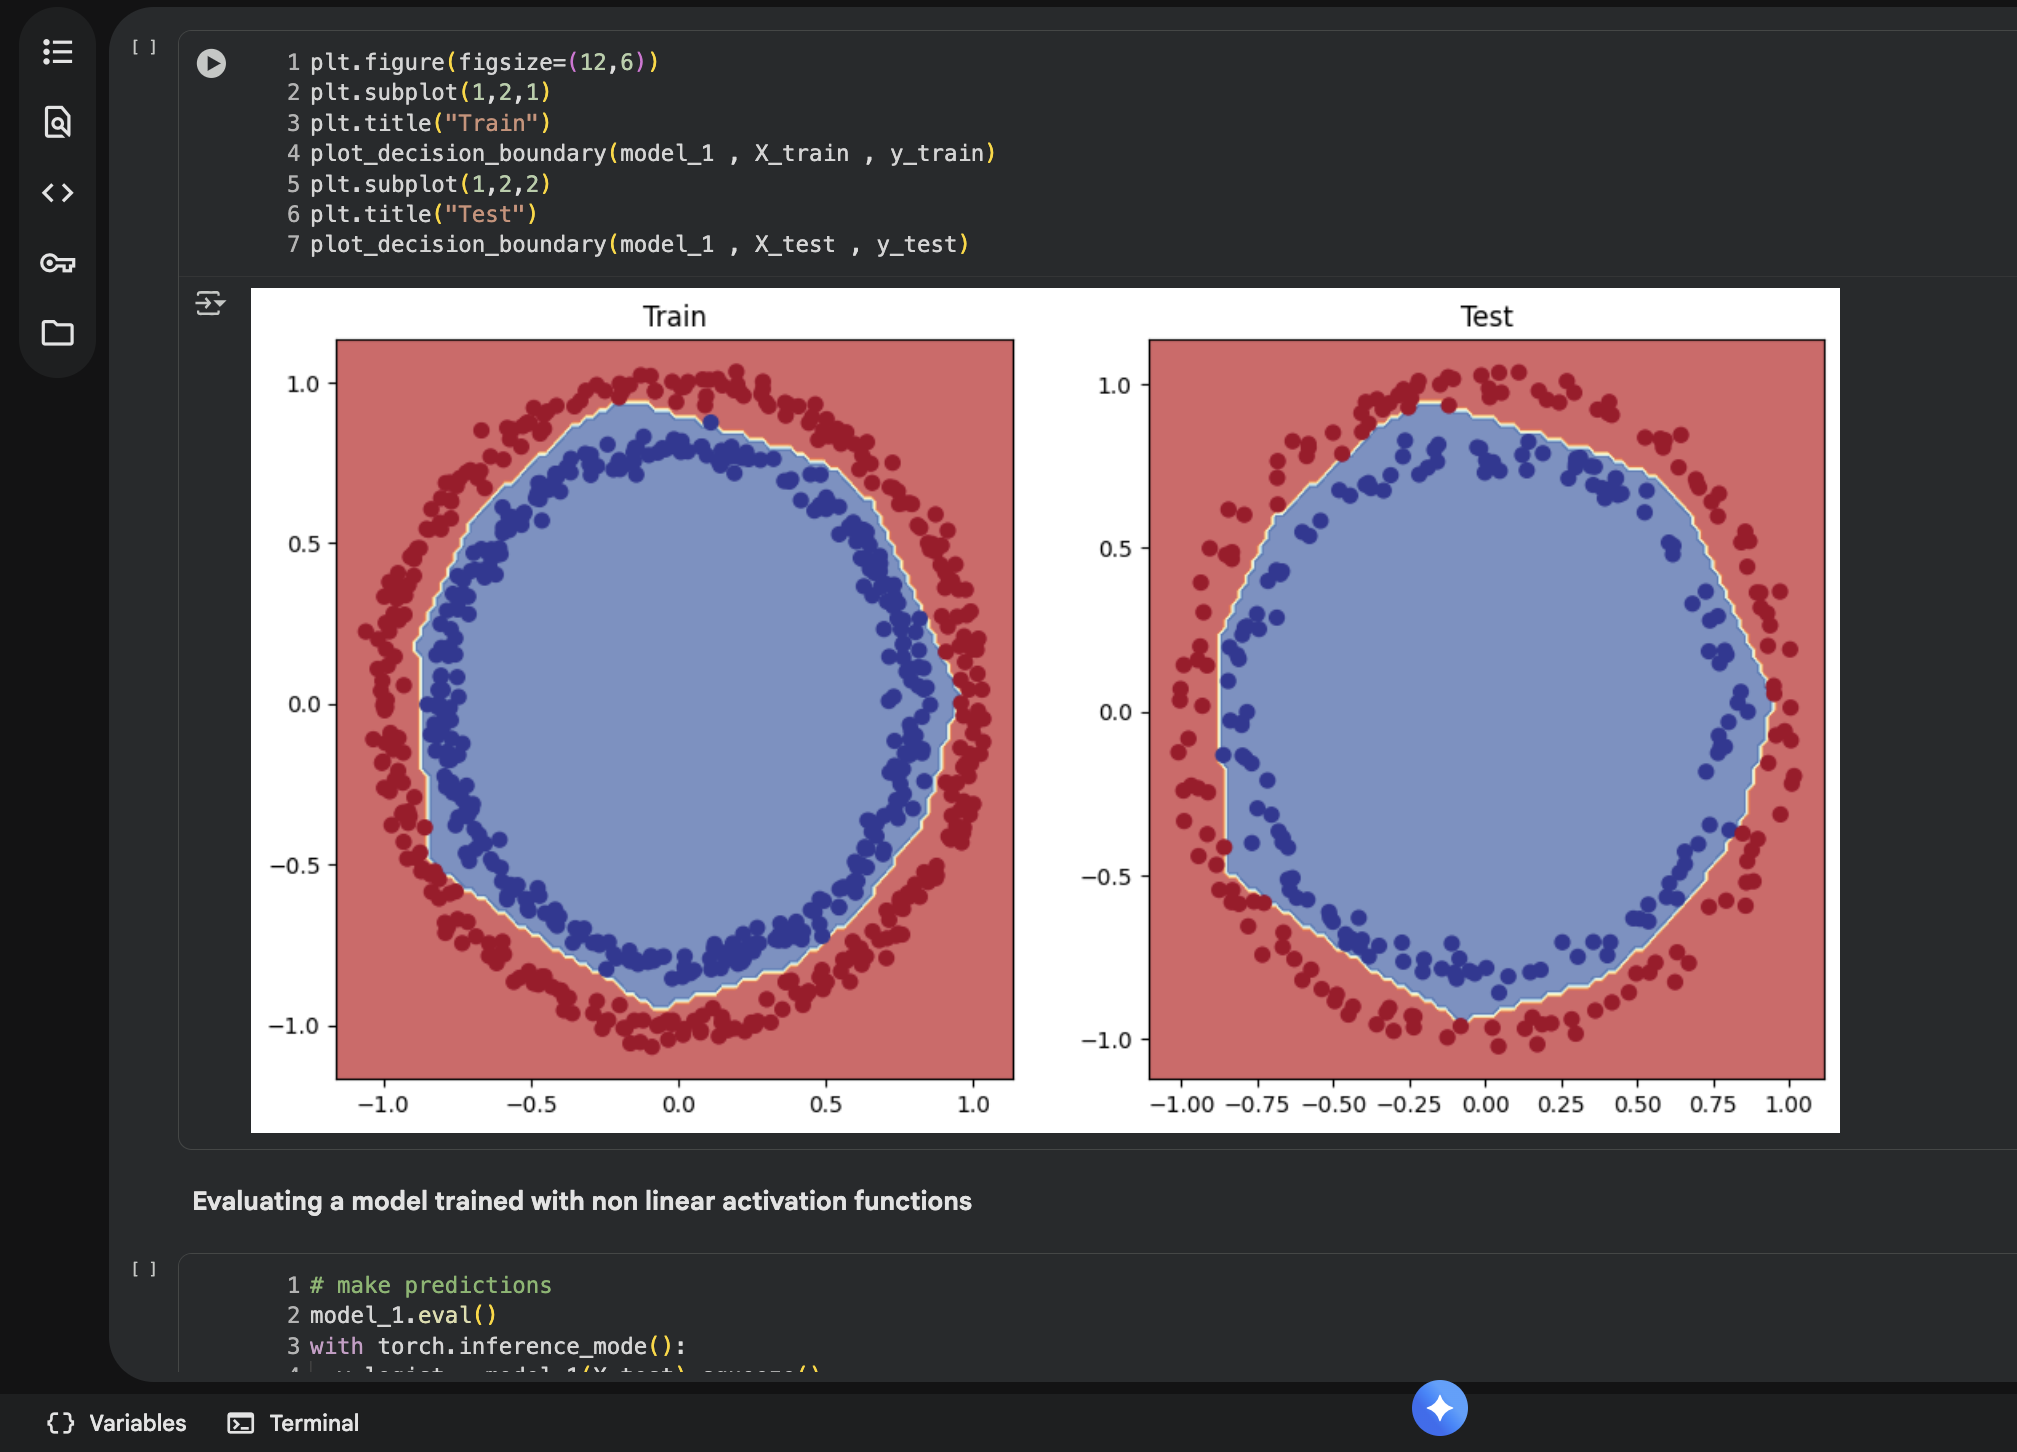 [ ]
1 plt.figure(figsize=(12,6))
2 plt.subplot(1,2,1)
3 plt.title("Train")
4 plot_decision_boundary(model_1 , X_train , y_train)
5 plt.subplot(1,2,2)
6 plt.title("Test")
7 plot_decision_boundary(model_1 , X_test , y_test)
Train
1.0
0.5
0.0
−0.5
−1.0
−1.0 −0.5 0.0 0.5 1.0
Test
1.0
0.5
0.0
−0.5
−1.0
−1.00 −0.75 −0.50 −0.25 0.00 0.25 0.50 0.75 1.00
Evaluating a model trained with non linear activation functions
[ ]
1 # make predictions
2 model_1.eval()
3 with torch.inference_mode():
Variables
Terminal